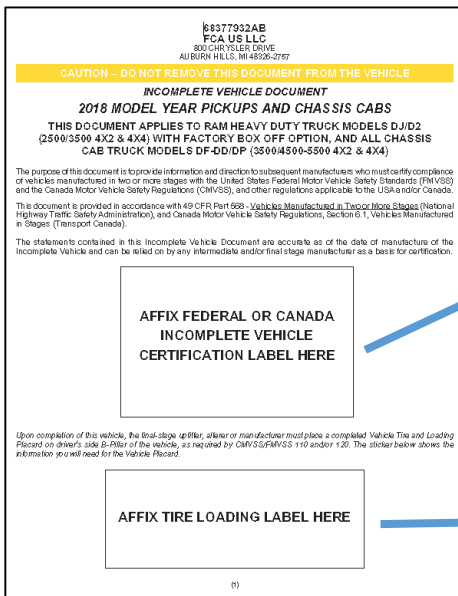 68377932AB
FCA US LLC
800 CHRYSLER DRIVE
AUBURN HILLS, MI 48326-2757
CAUTION – DO NOT REMOVE THIS DOCUMENT FROM THE VEHICLE
INCOMPLETE VEHICLE DOCUMENT
2018 MODEL YEAR PICKUPS AND CHASSIS CABS
THIS DOCUMENT APPLIES TO RAM HEAVY DUTY TRUCK MODELS DJ/D2
(2500/3500 4X2 & 4X4) WITH FACTORY BOX OFF OPTION, AND ALL CHASSIS
CAB TRUCK MODELS DF-DD/DP (3500/4500-5500 4X2 & 4X4)
The purpose of this document is to provide information and direction to subsequent manufacturers who must certify compliance
of vehicles manufactured in two or more stages with the United States Federal Motor Vehicle Safety Standards (FMVSS)
and the Canada Motor Vehicle Safety Regulations (CMVSS), and other regulations applicable to the USA and/or Canada.
This document is provided in accordance with 49 CFR, Part 568 - Vehicles Manufactured in Two or More Stages (National
Highway Traffic Safety Administration), and Canada Motor Vehicle Safety Regulations, Section 6.1, Vehicles Manufactured
in Stages (Transport Canada).
The statements contained in this Incomplete Vehicle Document are accurate as of the date of manufacture of the
Incomplete Vehicle and can be relied on by any intermediate and/or final stage manufacturer as a basis for certification.
AFFIX FEDERAL OR CANADA
INCOMPLETE VEHICLE
CERTIFICATION LABEL HERE
Upon completion of this vehicle, the final-stage upfitter, alterer or manufacturer must place a completed Vehicle Tire and Loading
Placard on driver's side B-Pillar of the vehicle, as required by CMVSS/FMVSS 110 and/or 120. The sticker below shows the
information you will need for the Vehicle Placard.
AFFIX TIRE LOADING LABEL HERE
(1)